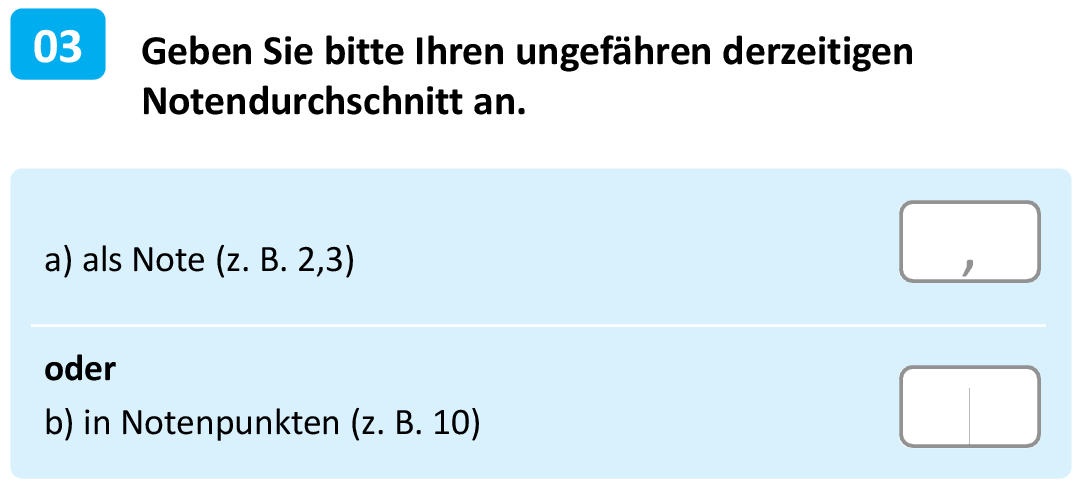 03
Geben Sie bitte Ihren ungefähren derzeitigen
Notendurchschnitt an.
a) als Note (z. B. 2,3)
,
oder
b) in Notenpunkten (z. B. 10)